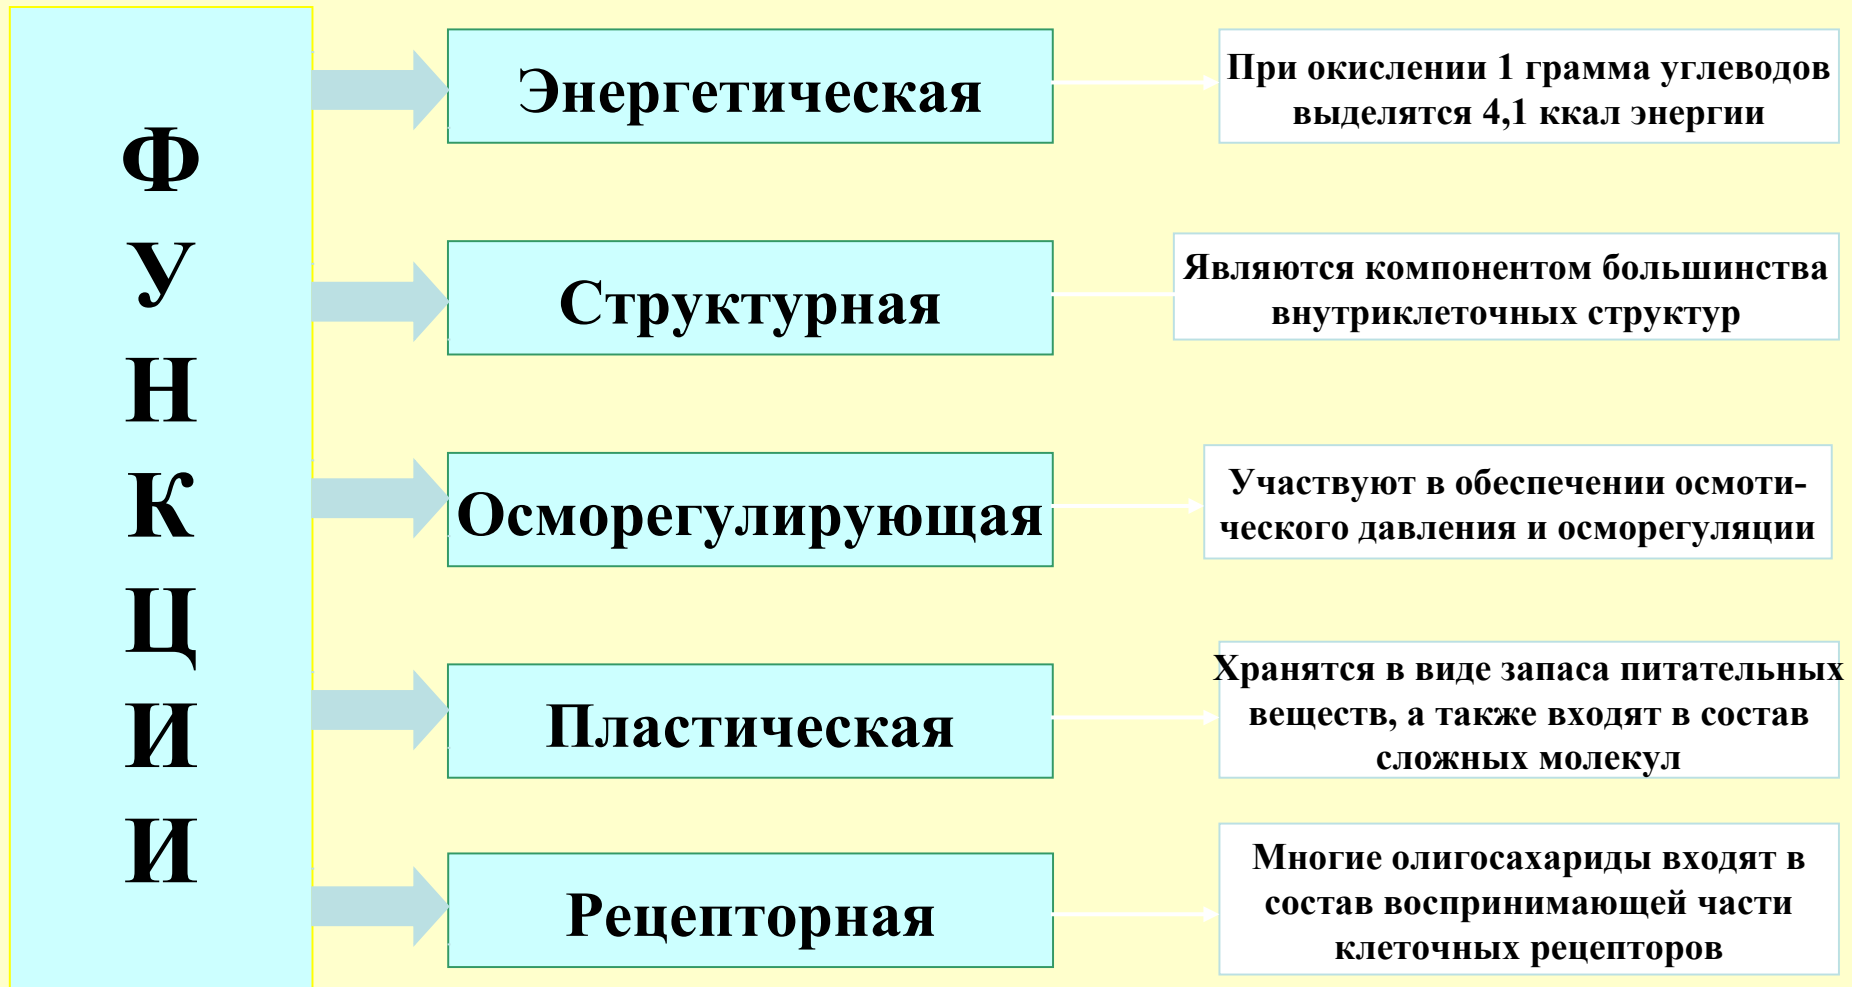 Ф
У
Н
К
Ц
И
И
Энергетическая
При окислении 1 грамма углеводов
выделятся 4,1 ккал энергии
Структурная
Являются компонентом большинства
внутриклеточных структур
Осморегулирующая
Участвуют в обеспечении осмоти-
ческого давления и осморегуляции
Пластическая
Хранятся в виде запаса питательных
веществ, а также входят в состав
сложных молекул
Рецепторная
Многие олигосахариды входят в
состав воспринимающей части
клеточных рецепторов